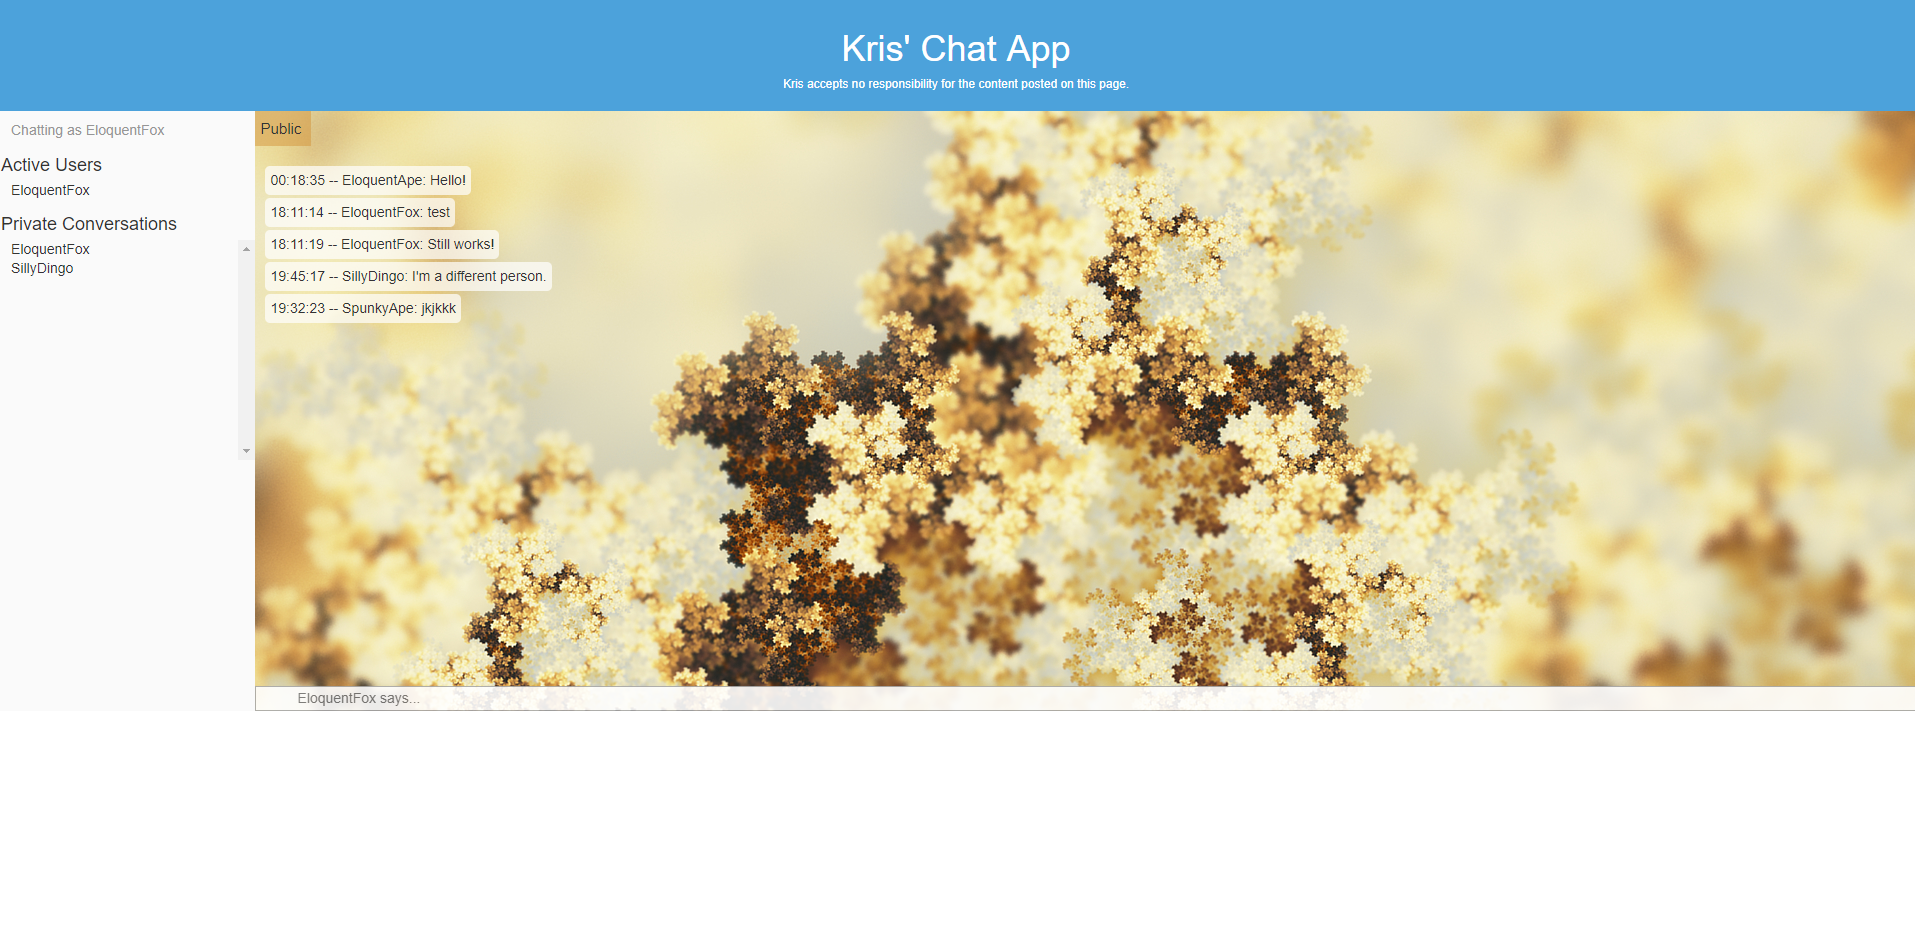 Kris' Chat App
Kris accepts no responsibility for the content posted on this page.
Chatting as EloquentFox
Active Users
EloquentFox
Private Conversations
EloquentFox
SillyDingo
Public
00:18:35 -- EloquentApe: Hello!
18:11:14 -- EloquentFox: test
18:11:19 -- EloquentFox: Still works!
19:45:17 -- SillyDingo: I'm a different person.
19:32:23 -- SpunkyApe: jkjkkk
EloquentFox says...